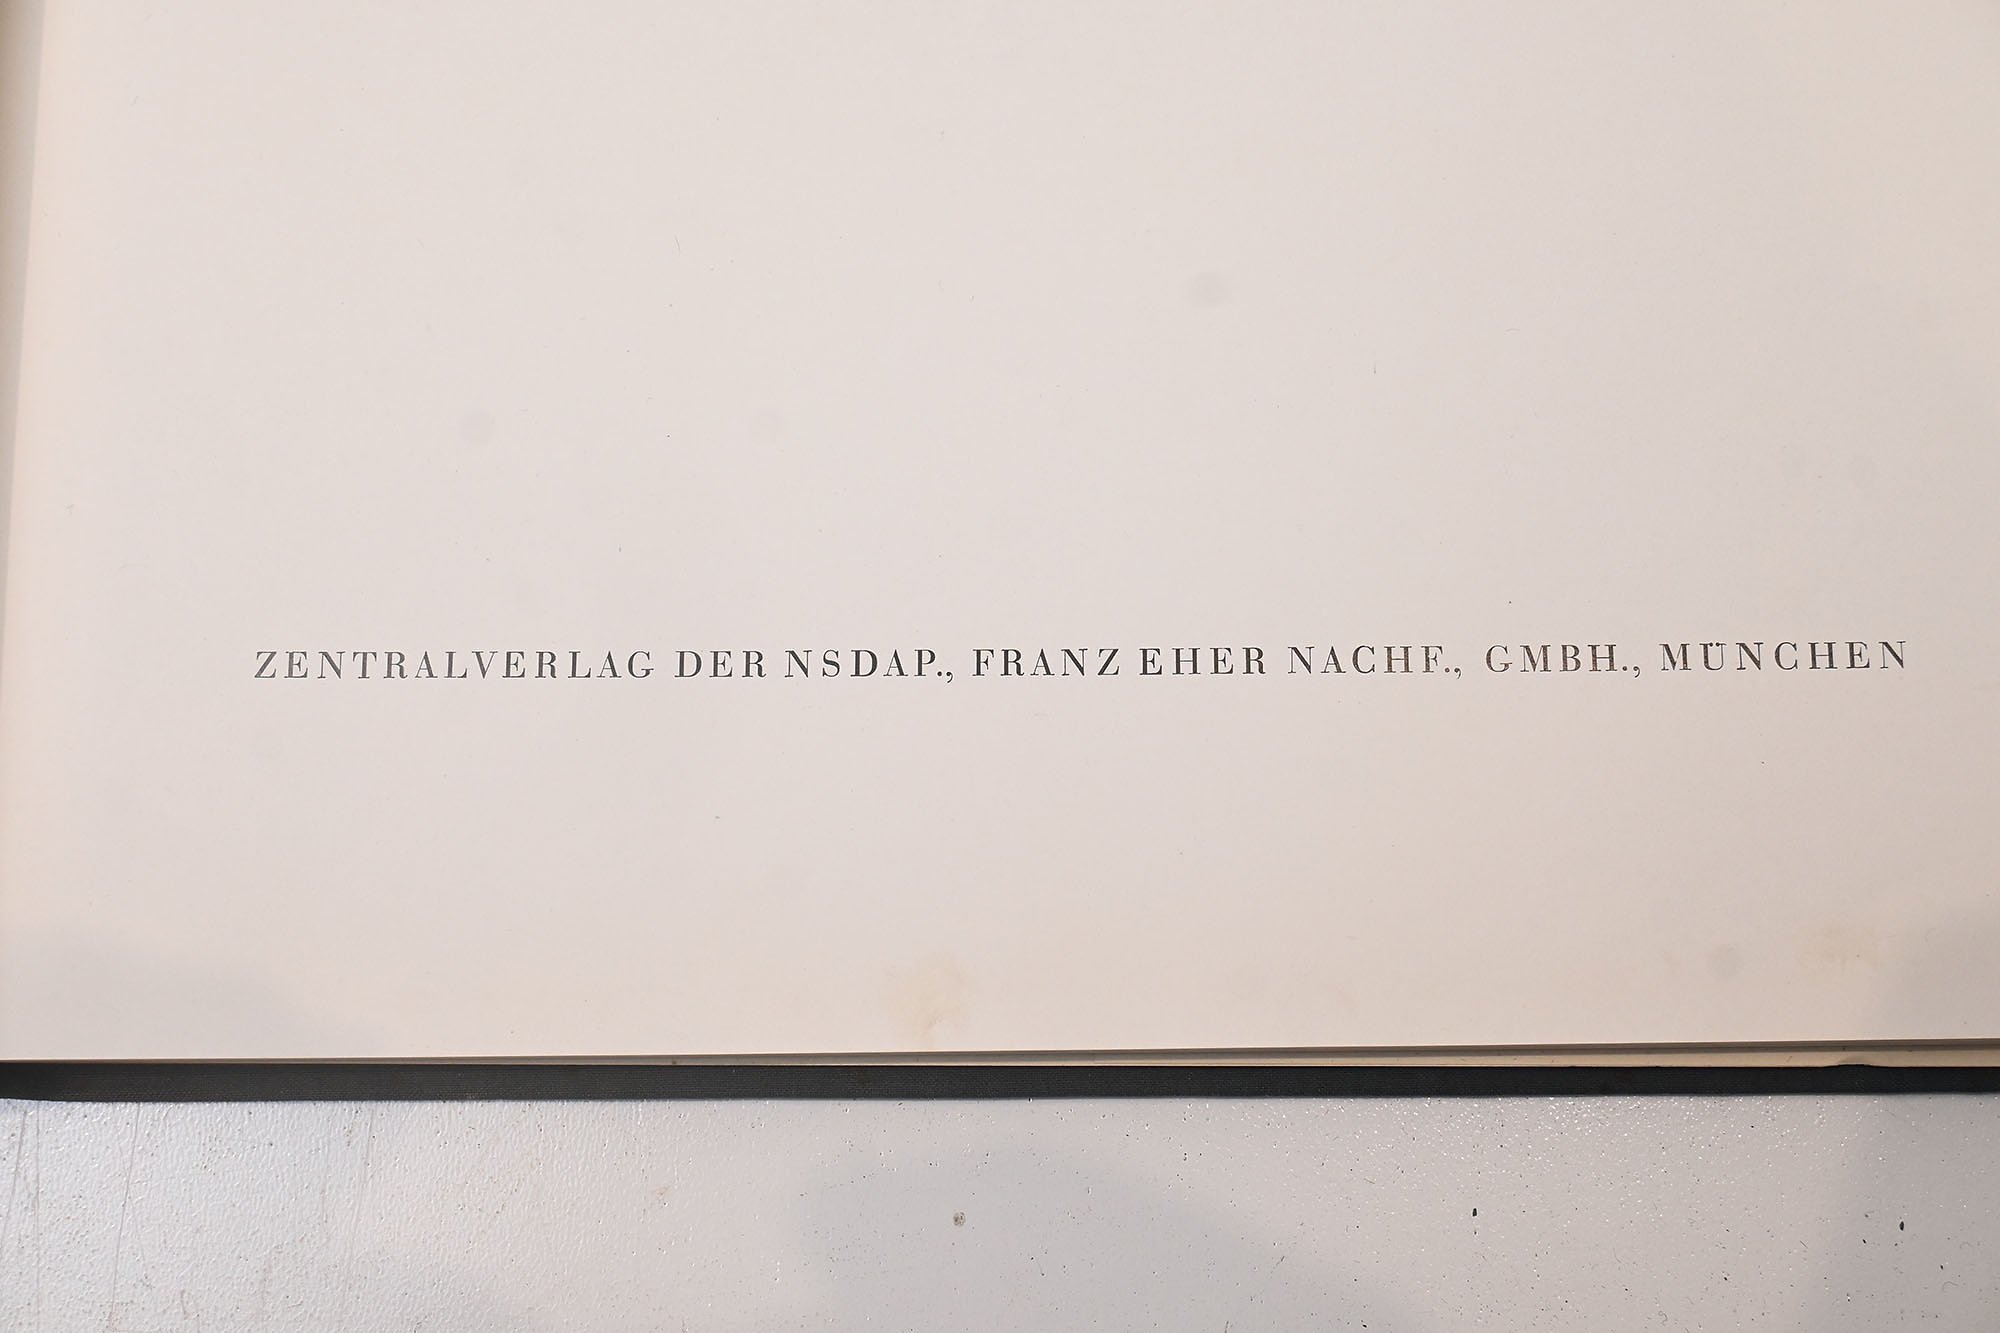 ZENTRALVERLAG DER NSDAP., FRANZ EHER NACHF., GMBH., MÜNCHEN